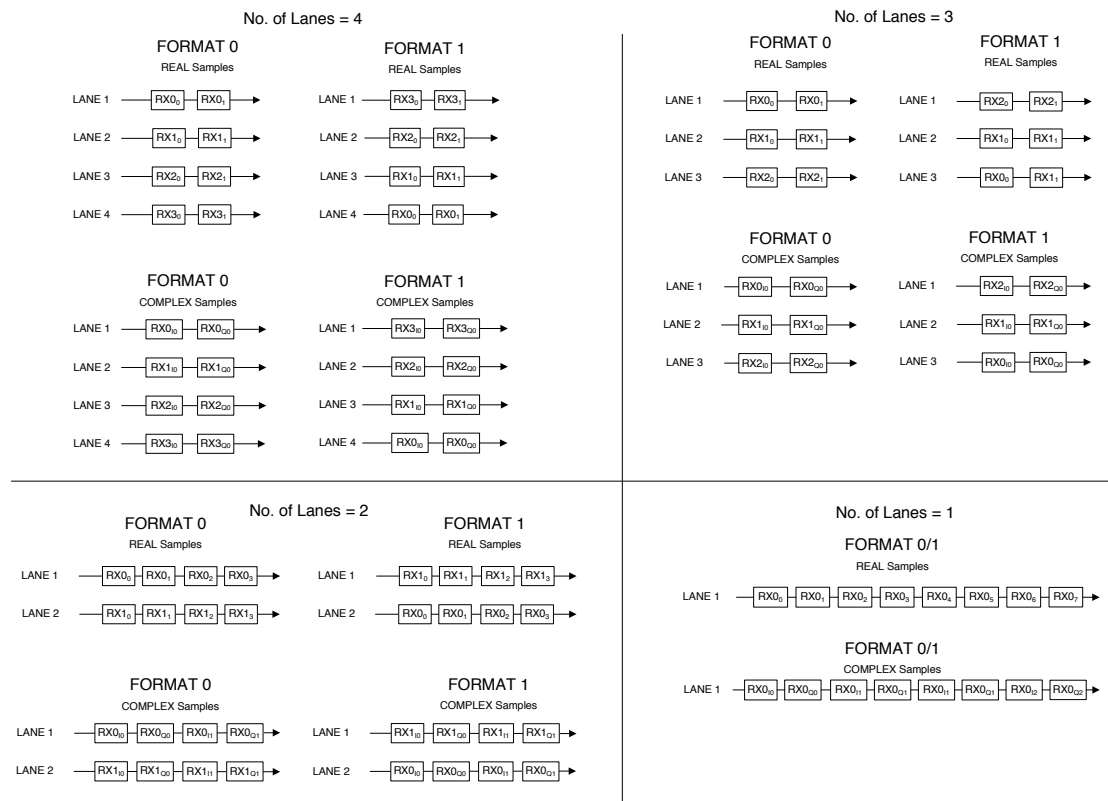 No. of Lanes = 4
FORMAT 0
REAL Samples
LANE 1 RX0₀ RX0₁
LANE 2 RX1₀ RX1₁
LANE 3 RX2₀ RX2₁
LANE 4 RX3₀ RX3₁
FORMAT 1
REAL Samples
LANE 1 RX3₀ RX3₁
LANE 2 RX2₀ RX2₁
LANE 3 RX1₀ RX1₁
LANE 4 RX0₀ RX0₁
FORMAT 0
COMPLEX Samples
LANE 1 RX0I0 RX0Q0
LANE 2 RX1I0 RX1Q0
LANE 3 RX2I0 RX2Q0
LANE 4 RX3I0 RX3Q0
FORMAT 1
COMPLEX Samples
LANE 1 RX3I0 RX3Q0
LANE 2 RX2I0 RX2Q0
LANE 3 RX1I0 RX1Q0
LANE 4 RX0I0 RX0Q0
No. of Lanes = 3
FORMAT 0
REAL Samples
LANE 1 RX0₀ RX0₁
LANE 2 RX1₀ RX1₁
LANE 3 RX2₀ RX2₁
FORMAT 1
REAL Samples
LANE 1 RX2₀ RX2₁
LANE 2 RX1₀ RX1₁
LANE 3 RX0₀ RX1₁
FORMAT 0
COMPLEX Samples
LANE 1 RX0I0 RX0Q0
LANE 2 RX1I0 RX1Q0
LANE 3 RX2I0 RX2Q0
FORMAT 1
COMPLEX Samples
LANE 1 RX2I0 RX2Q0
LANE 2 RX1I0 RX1Q0
LANE 3 RX0I0 RX0Q0
No. of Lanes = 2
FORMAT 0
REAL Samples
LANE 1 RX0₀ RX0₁ RX0₂ RX0₃
LANE 2 RX1₀ RX1₁ RX1₂ RX1₃
FORMAT 1
REAL Samples
LANE 1 RX1₀ RX1₁ RX1₂ RX1₃
LANE 2 RX0₀ RX0₁ RX0₂ RX0₃
FORMAT 0
COMPLEX Samples
LANE 1 RX0I0 RX0Q0 RX0I1 RX0Q1
LANE 2 RX1I0 RX1Q0 RX1I1 RX1Q1
FORMAT 1
COMPLEX Samples
LANE 1 RX1I0 RX1Q0 RX1I1 RX1Q1
LANE 2 RX0I0 RX0Q0 RX0I1 RX0Q1
No. of Lanes = 1
FORMAT 0/1
REAL Samples
LANE 1 RX0₀ RX0₁ RX0₂ RX0₃ RX0₄ RX0₅ RX0₆ RX0₇
FORMAT 0/1
COMPLEX Samples
LANE 1 RX0I0 RX0Q0 RX0I1 RX0Q1 RX0I1 RX0Q1 RX0I2 RX0Q2